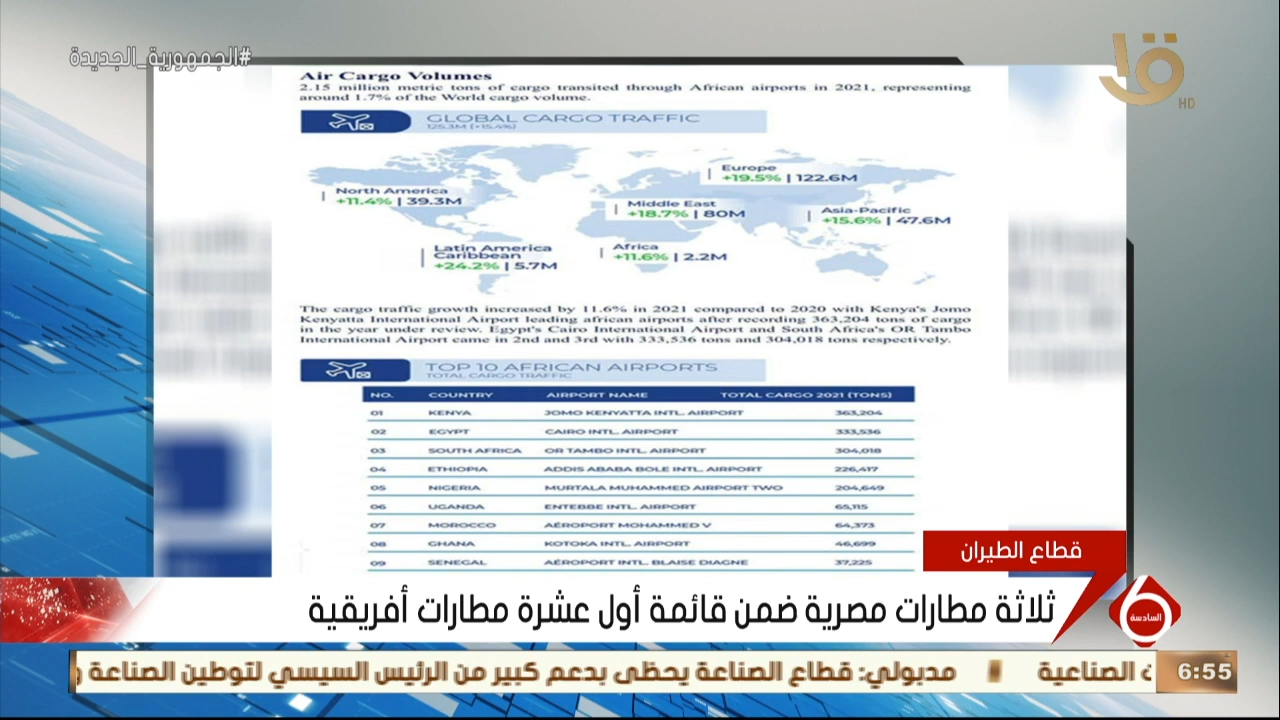 #الجمهورية_الجديدة
HD
Air Cargo Volumes
2.15 million metric tons of cargo transited through African airports in 2021, representing
around 1.7% of the World cargo volume.
GLOBAL CARGO TRAFFIC
125.3M (+15.4%)
Europe
+19.5% | 122.6M
North America
+11.4% | 39.3M
Middle East
+18.7% | 80M
Asia-Pacific
+15.6% | 47.6M
Latin America
Caribbean
+24.2% | 5.7M
Africa
+11.6% | 2.2M
The cargo traffic growth increased by 11.6% in 2021 compared to 2020 with Kenya's Jomo
Kenyatta International Airport leading african airports after recording 363,204 tons of cargo
in the year under review. Egypt's Cairo International Airport and South Africa's OR Tambo
International Airport came in 2nd and 3rd with 333,536 tons and 304,018 tons respectively.
TOP 10 AFRICAN AIRPORTS
TOTAL CARGO TRAFFIC
NO. COUNTRY AIRPORT NAME TOTAL CARGO 2021 (TONS)
01 KENYA JOMO KENYATTA INTL. AIRPORT 363,204
02 EGYPT CAIRO INTL. AIRPORT 333,536
03 SOUTH AFRICA OR TAMBO INTL. AIRPORT 304,018
04 ETHIOPIA ADDIS ABABA BOLE INTL. AIRPORT 226,417
05 NIGERIA MURTALA MUHAMMED AIRPORT TWO 204,649
06 UGANDA ENTEBBE INTL. AIRPORT 65,115
07 MOROCCO AÉROPORT MOHAMMED V 64,373
08 GHANA KOTOKA INTL. AIRPORT 46,699
09 SENEGAL AÉROPORT INTL. BLAISE DIAGNE 37,225
قطاع الطيران
ثلاثة مطارات مصرية ضمن قائمة أول عشرة مطارات أفريقية
السادسة
6:55 الصناعية مدبولي: قطاع الصناعة يحظى بدعم كبير من الرئيس السيسي لتوطين الصناعة